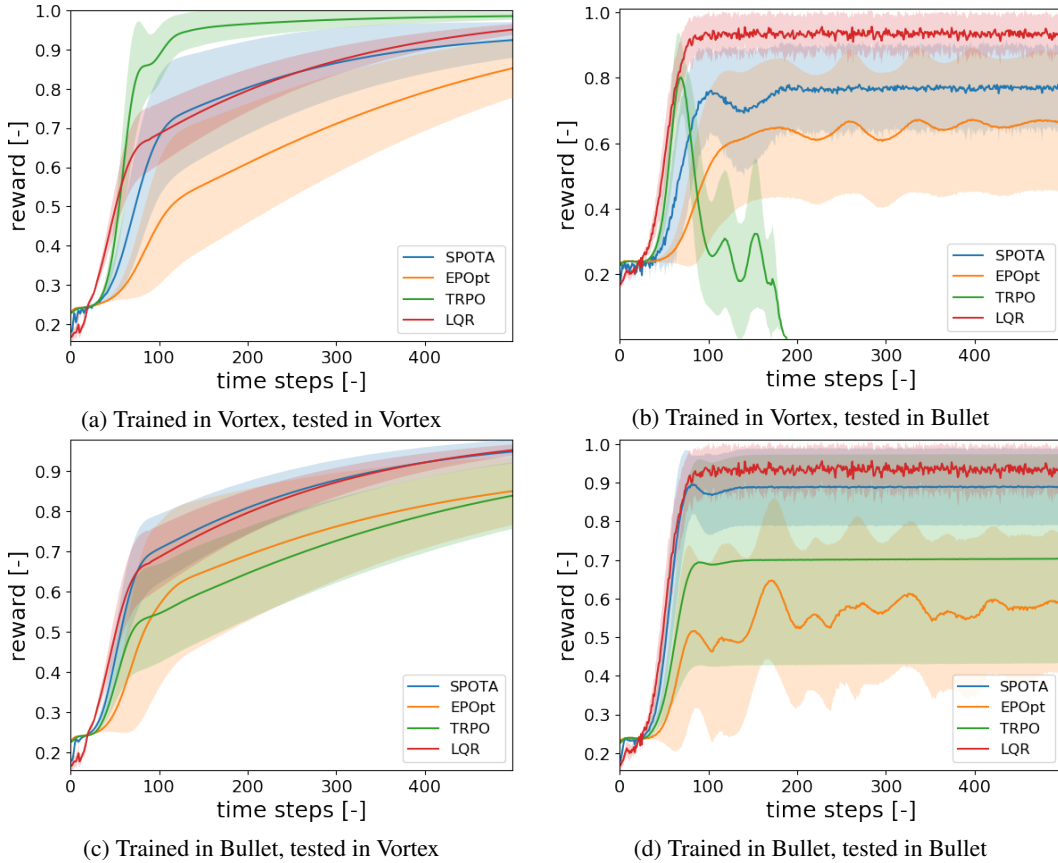 1.0
0.9
0.8
0.7
0.6
0.5
0.4
0.3
0.2
reward [-]
0
100
200
300
400
time steps [-]
SPOTA
EPOpt
TRPO
LQR
(a) Trained in Vortex, tested in Vortex
1.0
0.8
0.6
0.4
0.2
reward [-]
0
100
200
300
400
time steps [-]
SPOTA
EPOpt
TRPO
LQR
(b) Trained in Vortex, tested in Bullet
0.9
0.8
0.7
0.6
0.5
0.4
0.3
0.2
reward [-]
0
100
200
300
400
time steps [-]
SPOTA
EPOpt
TRPO
LQR
(c) Trained in Bullet, tested in Vortex
1.0
0.9
0.8
0.7
0.6
0.5
0.4
0.3
0.2
reward [-]
0
100
200
300
400
time steps [-]
SPOTA
EPOpt
TRPO
LQR
(d) Trained in Bullet, tested in Bullet